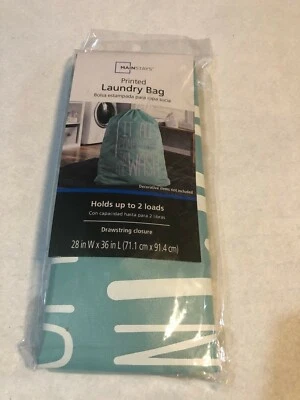 MAINSTAYS
Printed
Laundry Bag
Bolsa estampada para ropa sucia
Decorative items not included
Holds up to 2 loads
Con capacidad hasta para 2 libras
Drawstring closure
28 in W x 36 in L (71.1 cm x 91.4 cm)